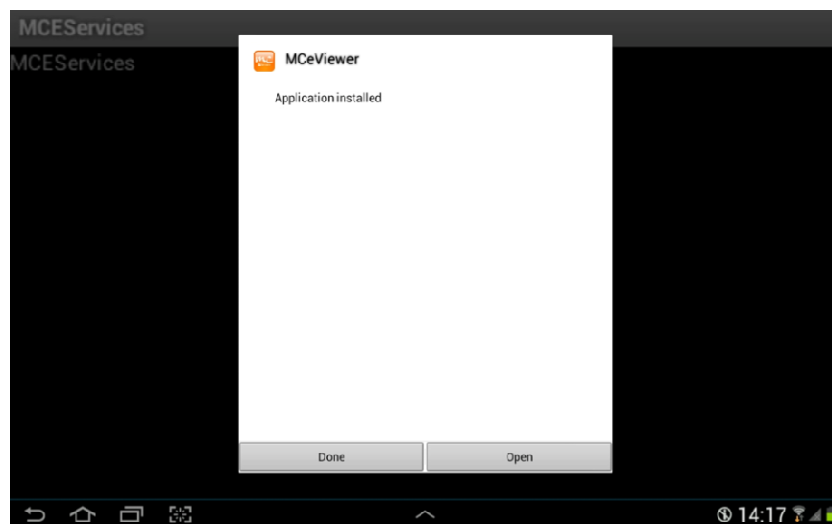 MCEServices
MCEServices
MCeViewer
Application installed
Done
Open
14:17